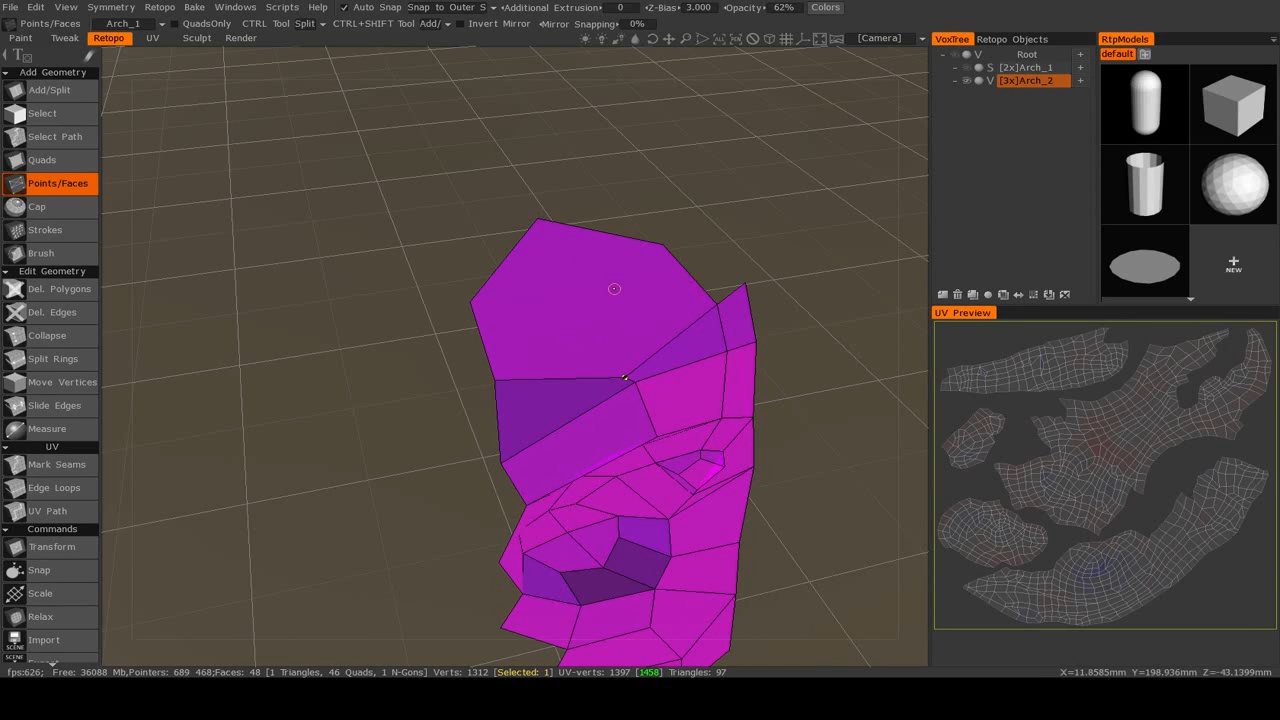 File Edit View Symmetry Retopo Bake Windows Scripts Help Auto Snap Snap to Outer S Additional Extrusion 0 Z-Bias 3.000 Opacity 62% Colors
Points/Faces Arch_1 QuadsOnly CTRL Tool Split CTRL+SHIFT Tool Add/ Invert Mirror Mirror Snapping 0%
Paint Tweak Retopo UV Sculpt Render [Camera] VoxTree Retopo Objects RtpModels
default
V Root +
S [2x]Arch_1 +
V [3x]Arch_2 +
Add Geometry
Add/Split
Select
Select Path
Quads
Points/Faces
Cap
Strokes
Brush
NEW
Edit Geometry
Del. Polygons
Del. Edges
Collapse
Split Rings
Move Vertices
Slide Edges
Measure
UV
Mark Seams
Edge Loops
UV Path
Commands
Transform
Snap
Scale
Relax
Import
SCENE
SCENE
UV Preview
fps:626; Free: 36088 Mb,Pointers: 689 468;Faces: 48 [1 Triangles, 46 Quads, 1 N-Gons] Verts: 1312 [Selected: 1] UV-verts: 1397 [1458] Triangles: 97 X=11.8585mm Y=198.936mm Z=-43.1399mm